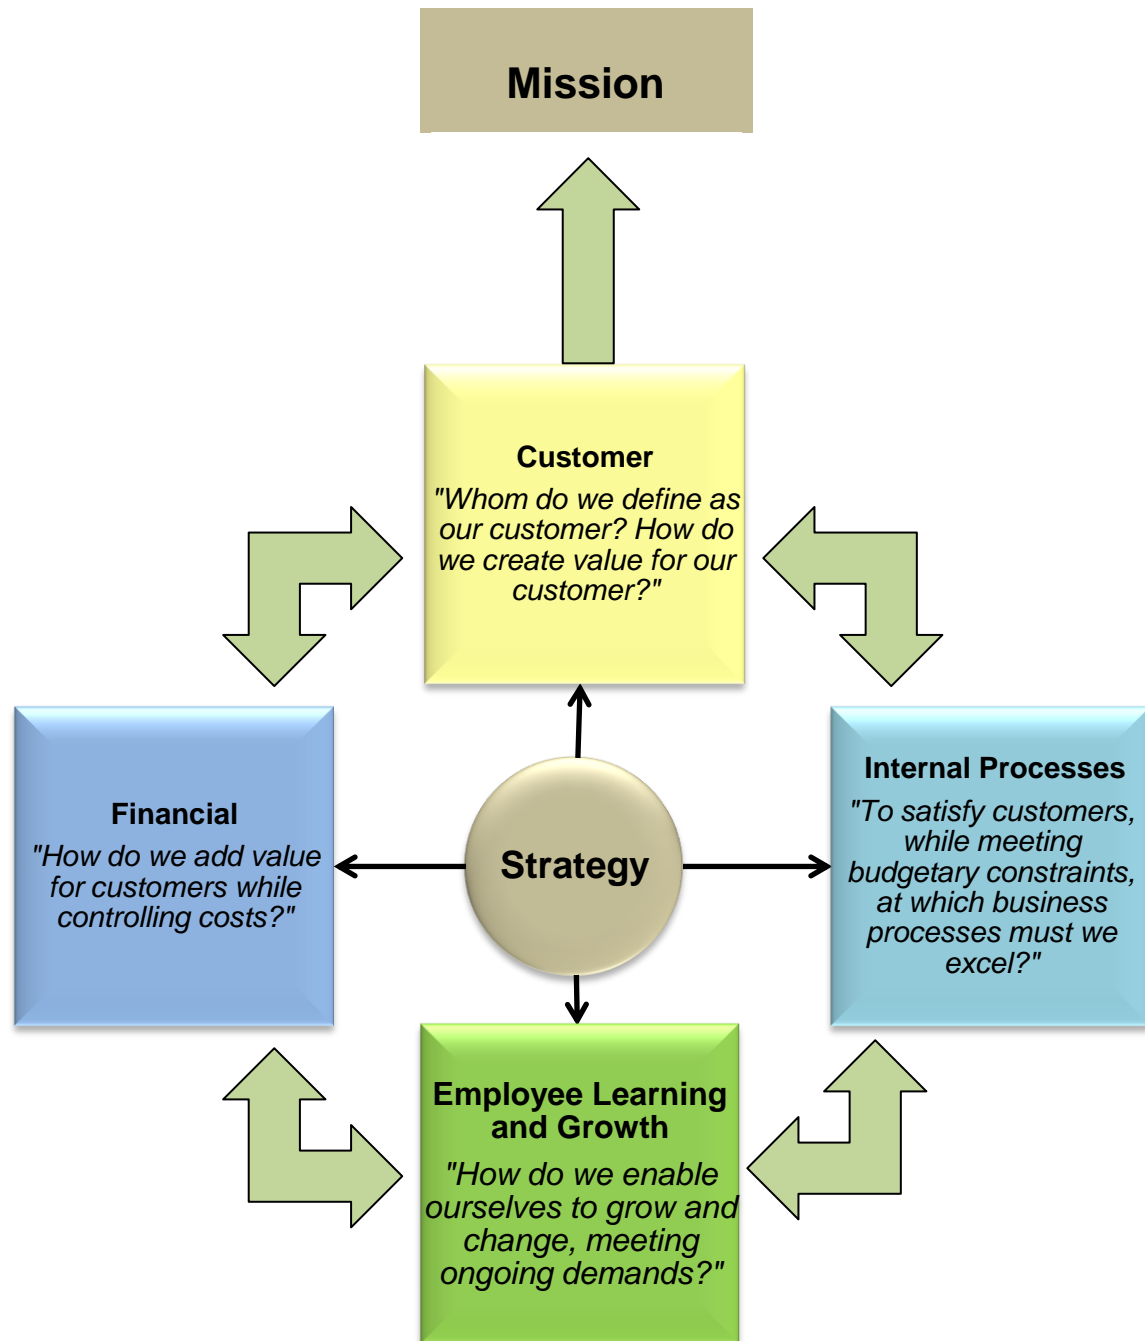 Mission
Customer
"Whom do we define as
our customer? How do
we create value for our
customer?"
Financial
"How do we add value
for customers while
controlling costs?"
Strategy
Internal Processes
"To satisfy customers,
while meeting
budgetary constraints,
at which business
processes must we
excel?"
Employee Learning
and Growth
"How do we enable
ourselves to grow and
change, meeting
ongoing demands?"